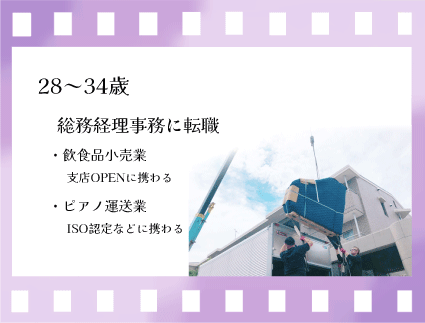 28〜34歳
総務経理事務に転職
・飲食品小売業
支店OPENに携わる
・ピアノ運送業
ISO認定などに携わる